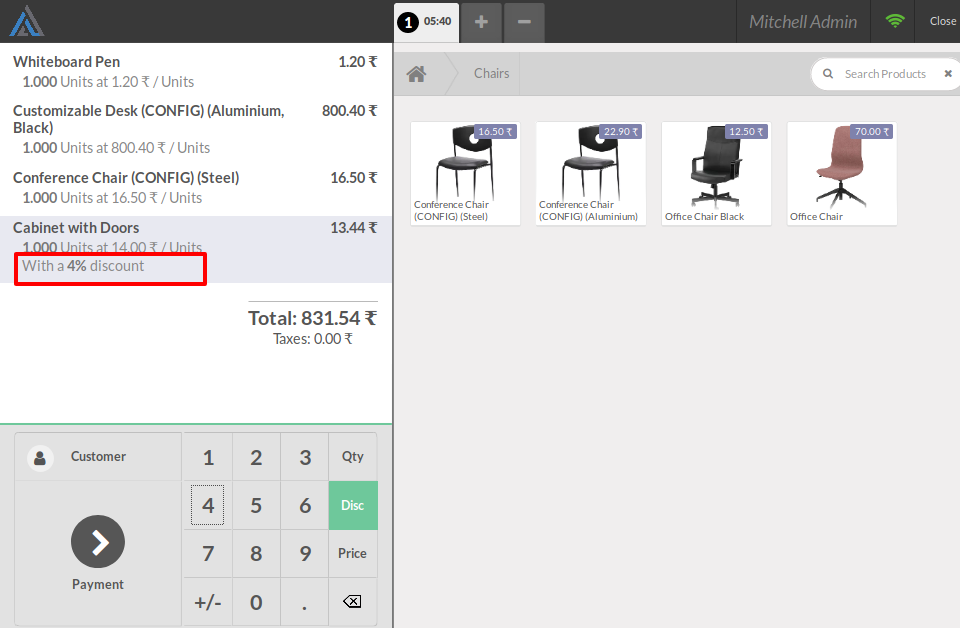 1 05:40 + −
Mitchell Admin
Close
Whiteboard Pen 1.20 ₹
1.000 Units at 1.20 ₹ / Units
Customizable Desk (CONFIG) (Aluminium, 800.40 ₹
Black)
1.000 Units at 800.40 ₹ / Units
Conference Chair (CONFIG) (Steel) 16.50 ₹
1.000 Units at 16.50 ₹ / Units
Cabinet with Doors 13.44 ₹
1.000 Units at 14.00 ₹ / Units
With a 4% discount
Total: 831.54 ₹
Taxes: 0.00 ₹
Customer
Payment
1 2 3 Qty
4 5 6 Disc
7 8 9 Price
+/- 0 .
Chairs
Search Products
16.50 ₹
Conference Chair
(CONFIG) (Steel)
22.90 ₹
Conference Chair
(CONFIG) (Aluminium)
12.50 ₹
Office Chair Black
70.00 ₹
Office Chair